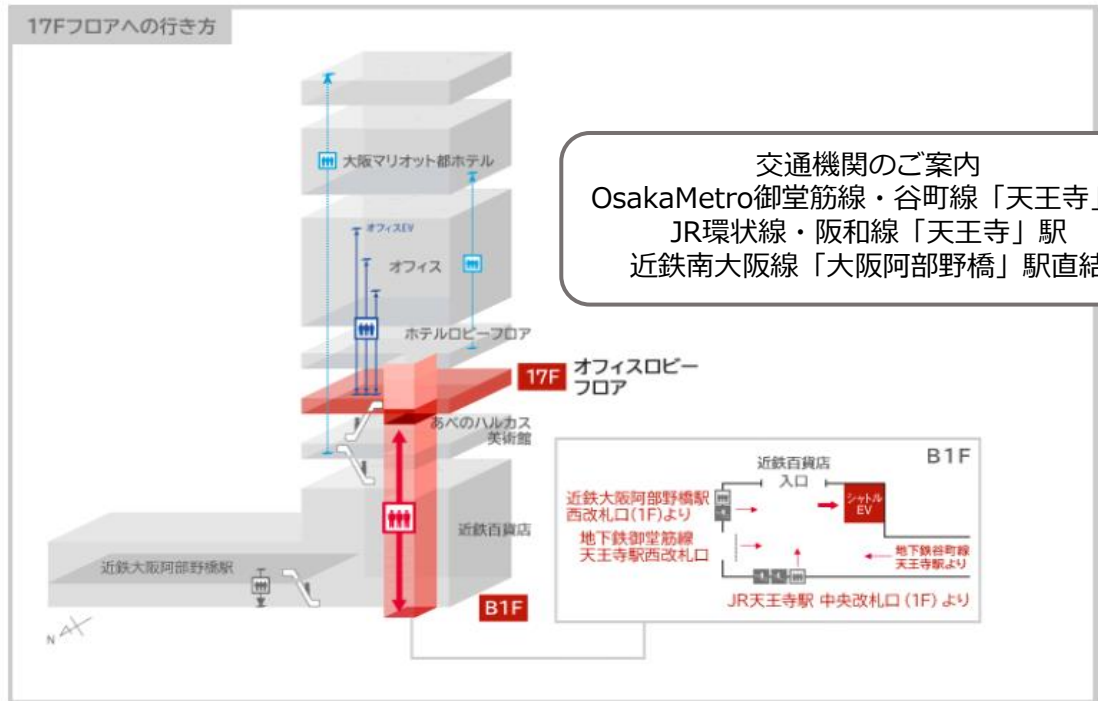 17Fフロアへの行き方
大阪マリオット都ホテル
オフィスEV
オフィス
ホテルロビーフロア
17F
オフィスロビー
フロア
あべのハルカス
美術館
近鉄百貨店
近鉄大阪阿部野橋駅
B1F
N
交通機関のご案内
OsakaMetro御堂筋線・谷町線「天王寺」
JR環状線・阪和線「天王寺」駅
近鉄南大阪線「大阪阿部野橋」駅直結
B1F
近鉄百貨店
入口
近鉄大阪阿部野橋駅
西改札口(1F)より
シャトル
EV
地下鉄御堂筋線
天王寺駅西改札口
地下鉄谷町線
天王寺駅より
JR天王寺駅 中央改札口(1F)より